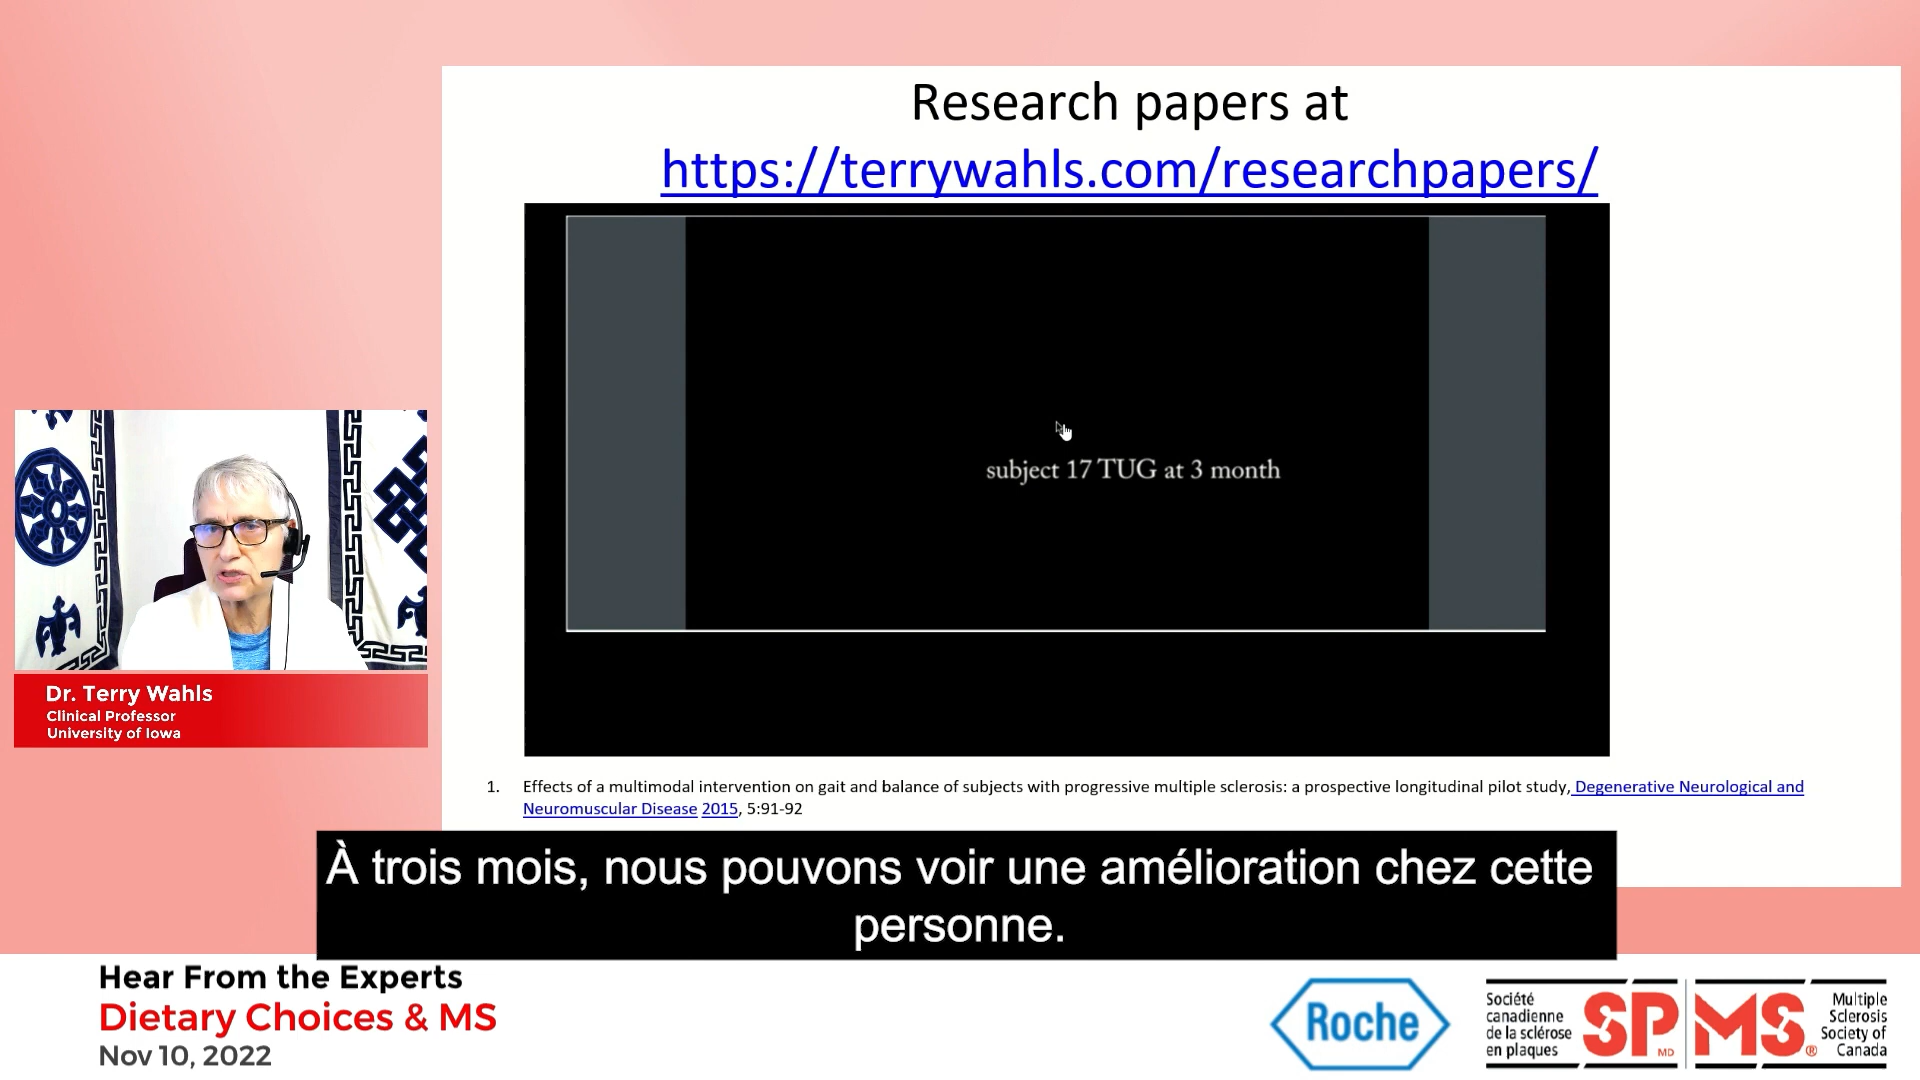 Research papers at
https://terrywahls.com/researchpapers/
subject 17 TUG at 3 month
Dr. Terry Wahls
Clinical Professor
University of Iowa
1. Effects of a multimodal intervention on gait and balance of subjects with progressive multiple sclerosis: a prospective longitudinal pilot study, Degenerative Neurological and
Neuromuscular Disease 2015, 5:91-92
À trois mois, nous pouvons voir une amélioration chez cette
personne.
Hear From the Experts
Dietary Choices & MS
Nov 10, 2022
Roche
Société
canadienne
de la sclérose
en plaques
SP MD
MS ®
Multiple
Sclerosis
Society of
Canada